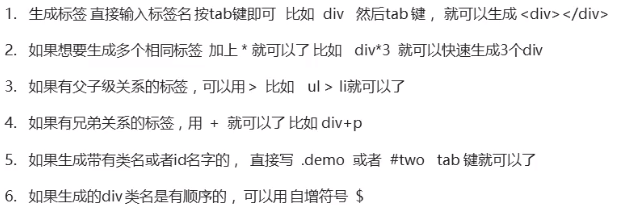 1. 生成标签 直接输入标签名 按tab键即可 比如 div 然后tab 键， 就可以生成 <div></div>
2. 如果想要生成多个相同标签 加上 * 就可以了 比如 div*3 就可以快速生成3个div
3. 如果有父子级关系的标签，可以用 > 比如 ul > li就可以了
4. 如果有兄弟关系的标签，用 + 就可以了 比如 div+p
5. 如果生成带有类名或者id名字的， 直接写 .demo 或者 #two tab 键就可以了
6. 如果生成的div 类名是有顺序的， 可以用 自增符号 $